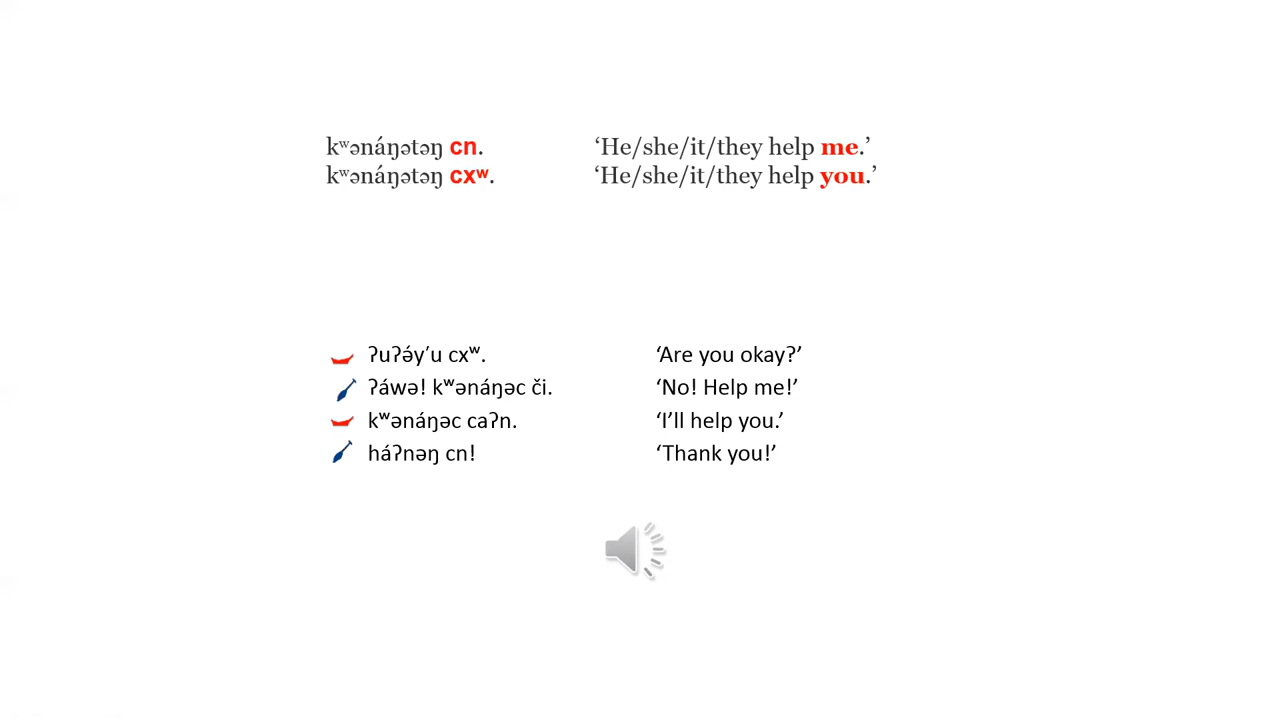 kʷənáŋətəŋ cn. ‘He/she/it/they help me.’
kʷənáŋətəŋ cxʷ. ‘He/she/it/they help you.’
ʔuʔə́y̓u cxʷ. ‘Are you okay?’
ʔáwə! kʷənáŋəc či. ‘No! Help me!’
kʷənáŋəc caʔn. ‘I’ll help you.’
háʔnəŋ cn! ‘Thank you!’